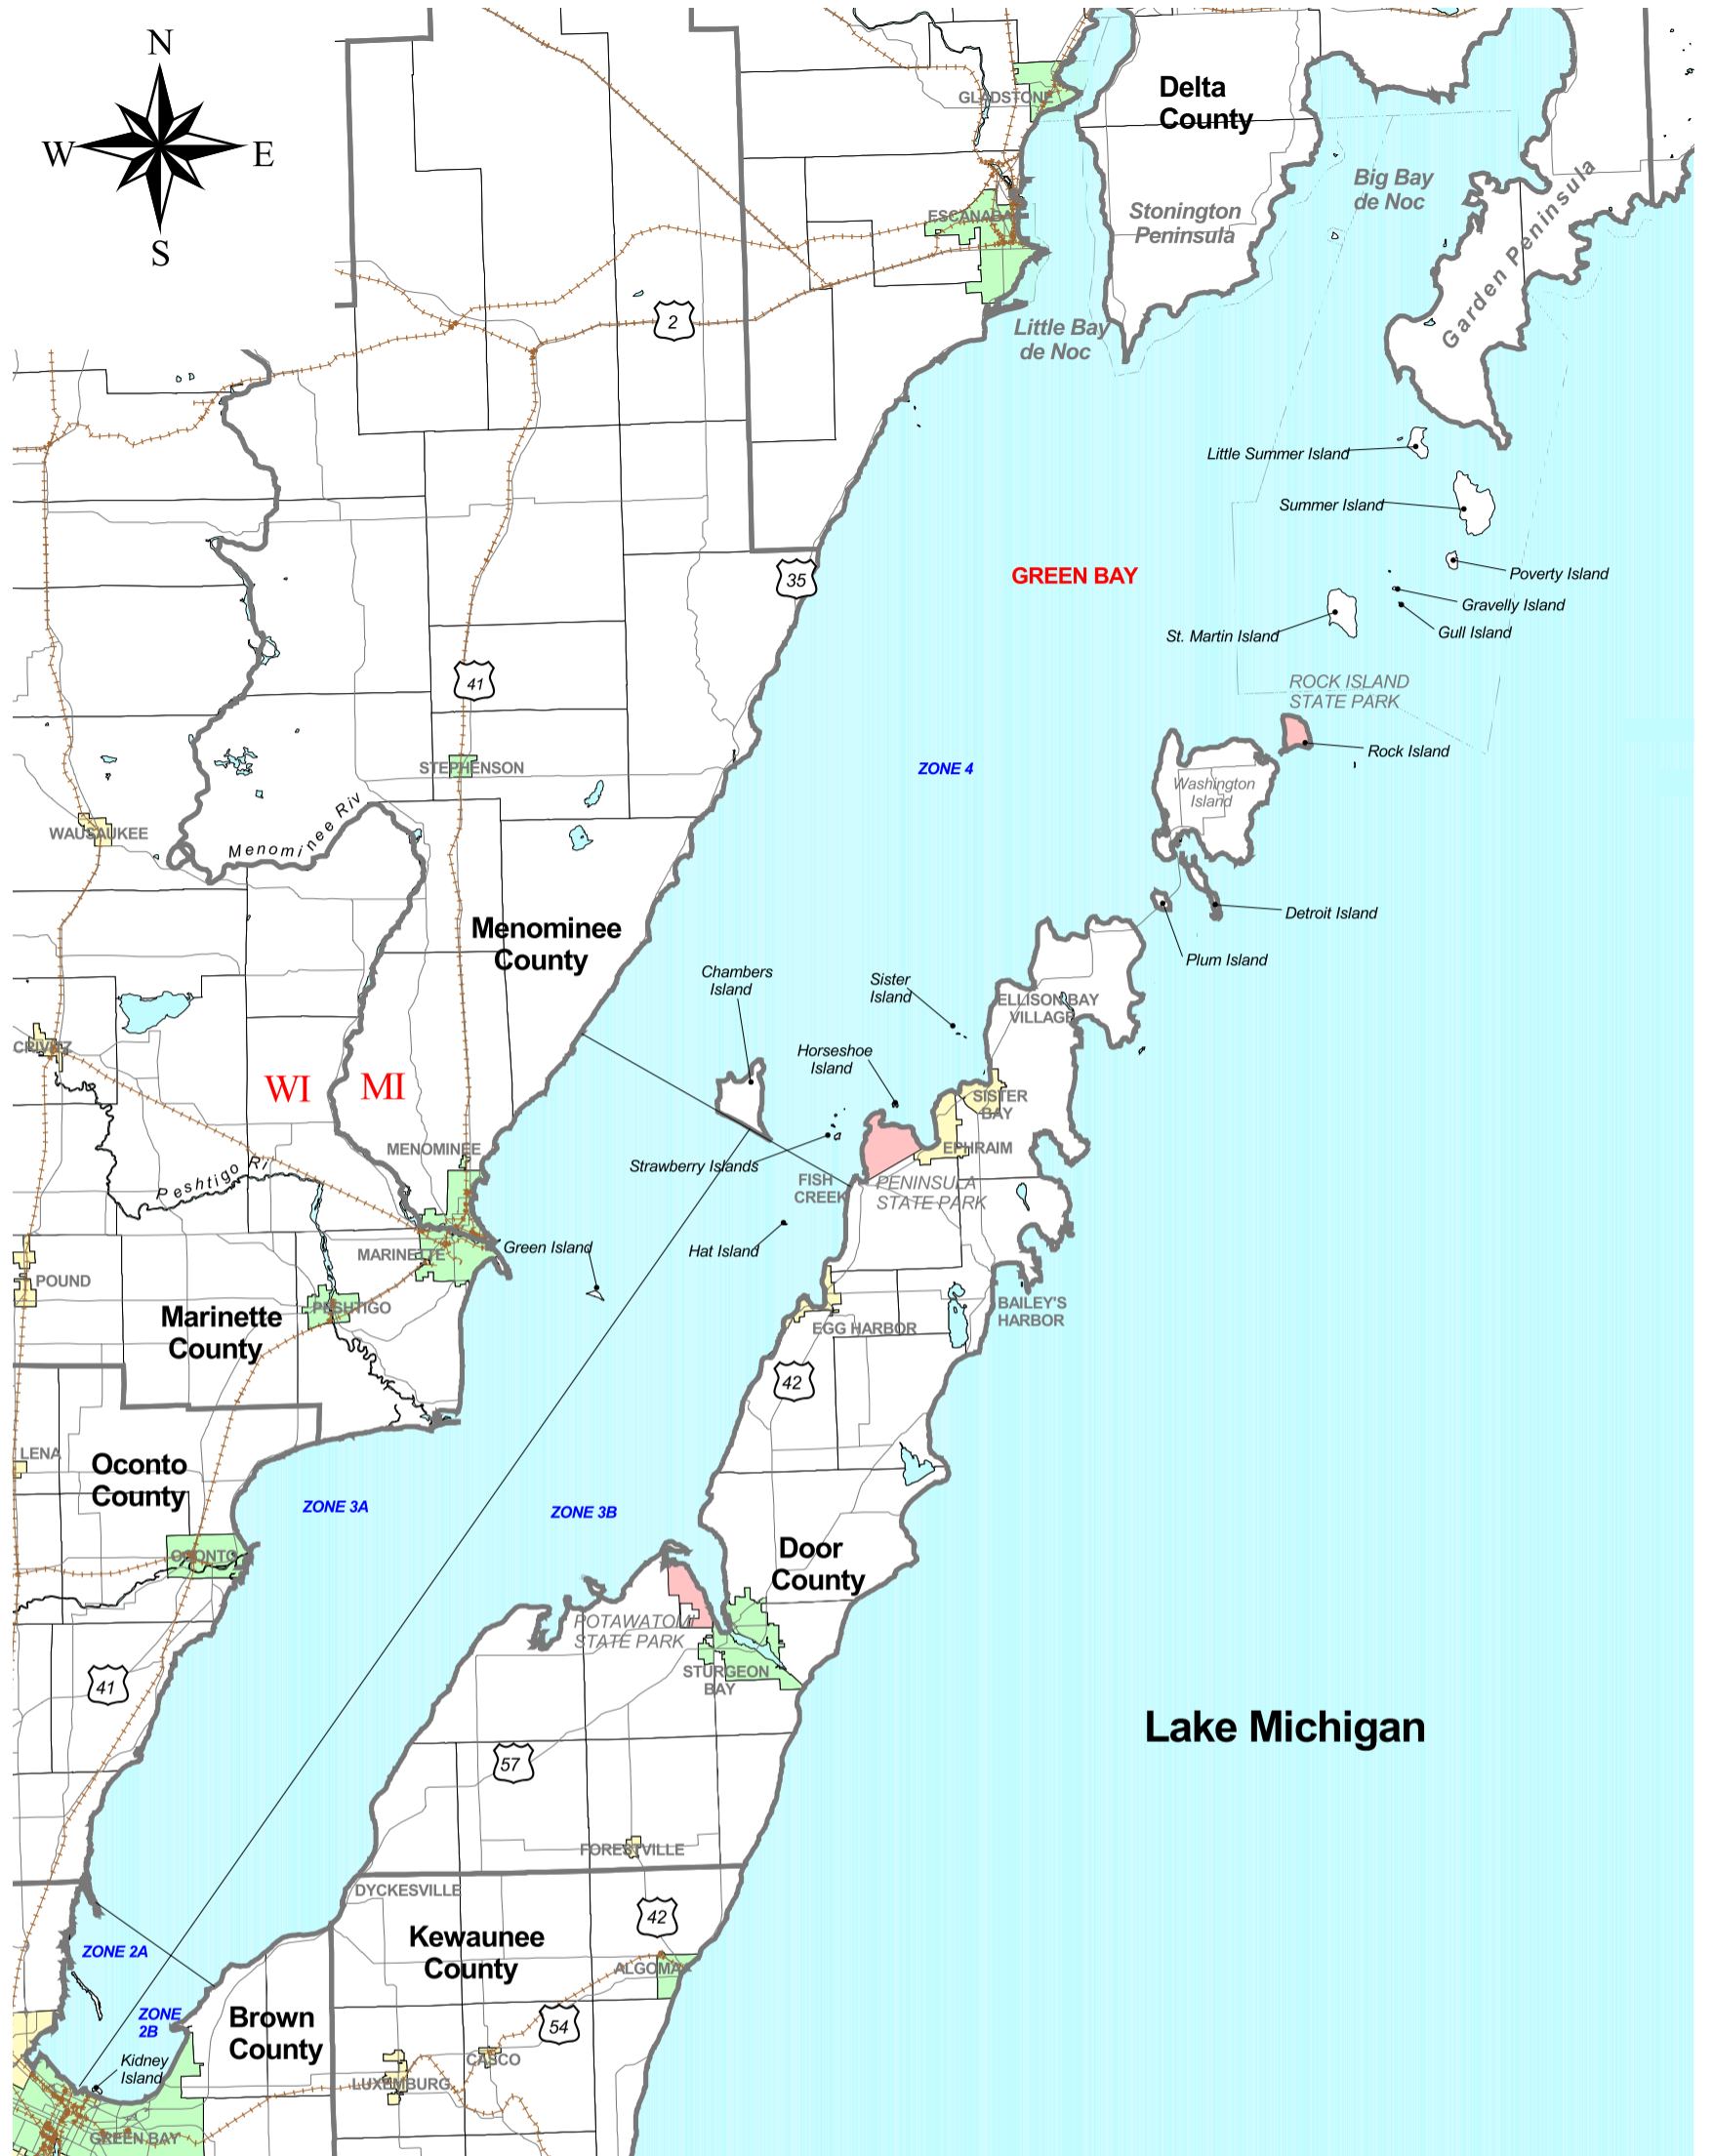 N
W
E
S
GLADSTONE
Delta
County
Big Bay
de Noc
ESCANABA
Stonington
Peninsula
Garden Peninsula
2
Little Bay
de Noc
Little Summer Island
Summer Island
35
GREEN BAY
Poverty Island
Gravelly Island
Gull Island
St. Martin Island
41
ROCK ISLAND
STATE PARK
Rock Island
STEPHENSON
ZONE 4
Washington
Island
WAUSAUKEE
Menominee Riv
Menominee
County
Detroit Island
Plum Island
Chambers
Island
Sister
Island
ELLISON BAY
VILLAGE
CRIVITZ
Horseshoe
Island
WI
MI
SISTER
BAY
MENOMINEE
EPHRAIM
Strawberry Islands
Peshtigo Ri
FISH
CREEK
PENINSULA
STATE PARK
MARINETTE
Green Island
Hat Island
POUND
PESHTIGO
Marinette
County
EGG HARBOR
BAILEY'S
HARBOR
42
LENA
Oconto
County
ZONE 3A
ZONE 3B
OCONTO
Door
County
POTAWATOMI
STATE PARK
STURGEON
BAY
41
Lake Michigan
57
FORESTVILLE
DYCKESVILLE
42
Kewaunee
County
ZONE 2A
ALGOMA
ZONE
2B
Brown
County
54
Kidney
Island
CASCO
LUXEMBURG
GREEN BAY